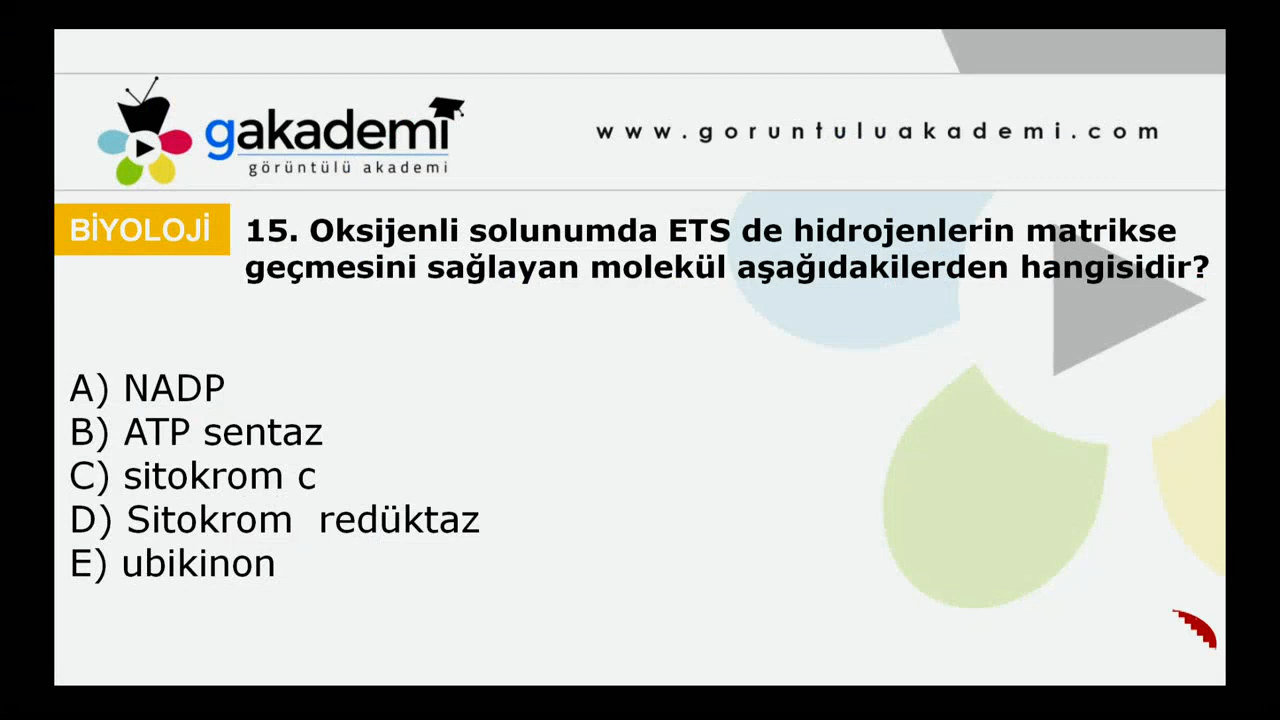 gakademi
görüntülü akademi
www.goruntuluakademi.com
BİYOLOJİ
15. Oksijenli solunumda ETS de hidrojenlerin matrikse
geçmesini sağlayan molekül aşağıdakilerden hangisidir?
A) NADP
B) ATP sentaz
C) sitokrom c
D) Sitokrom redüktaz
E) ubikinon